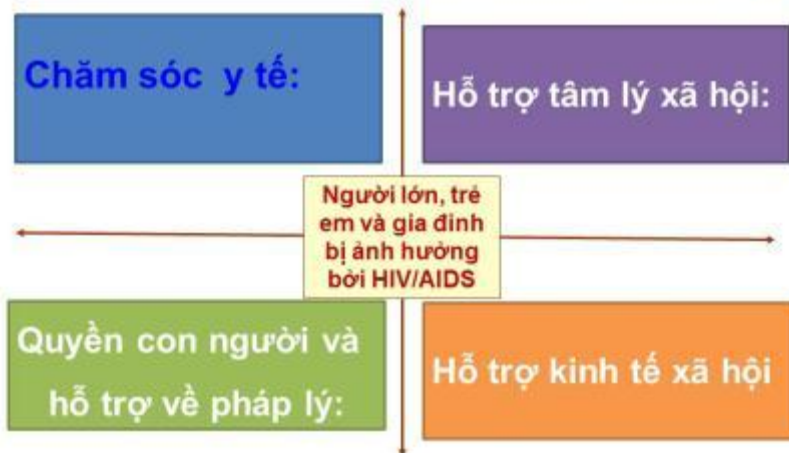 Chăm sóc y tế:
Hỗ trợ tâm lý xã hội:
Người lớn, trẻ
em và gia đình
bị ảnh hưởng
bởi HIV/AIDS
Quyền con người và
hỗ trợ về pháp lý:
Hỗ trợ kinh tế xã hội